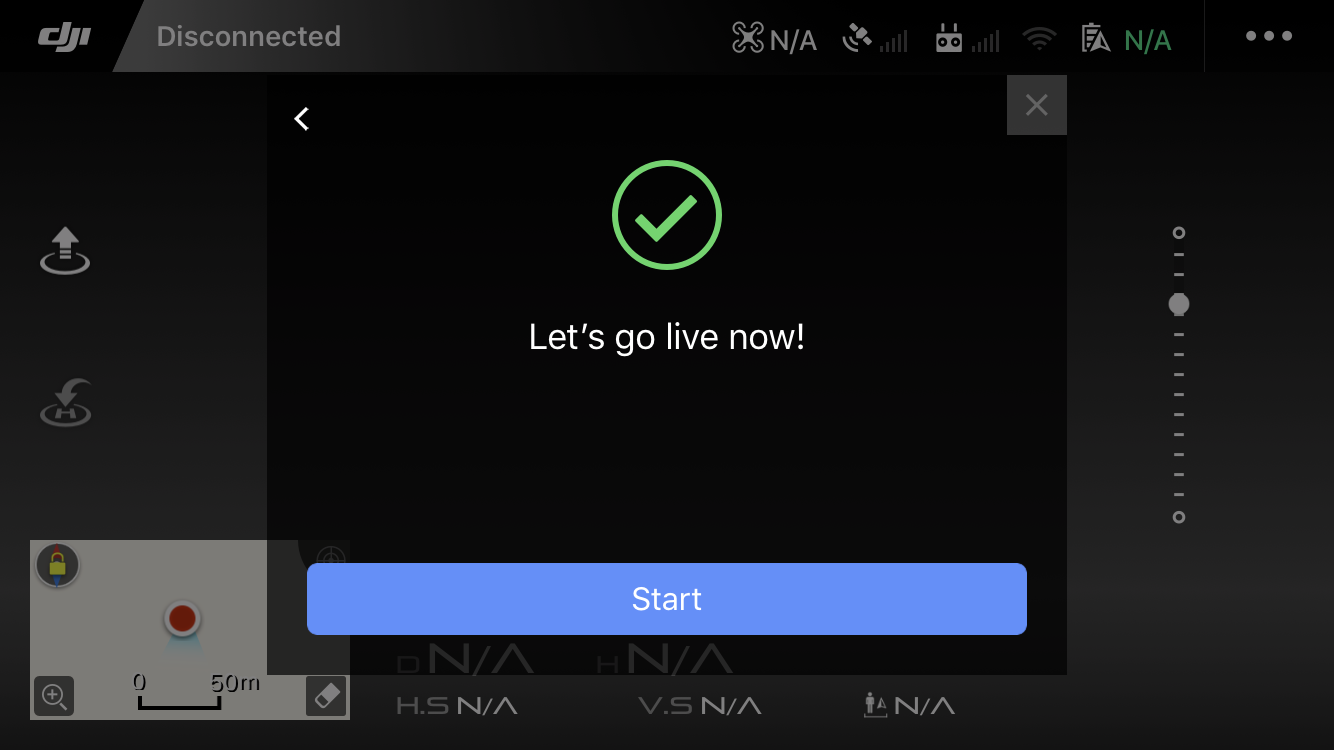 dji
Disconnected
N/A
N/A
Let's go live now!
Start
0 50m
D N/A
H N/A
H.S N/A
V.S N/A
N/A